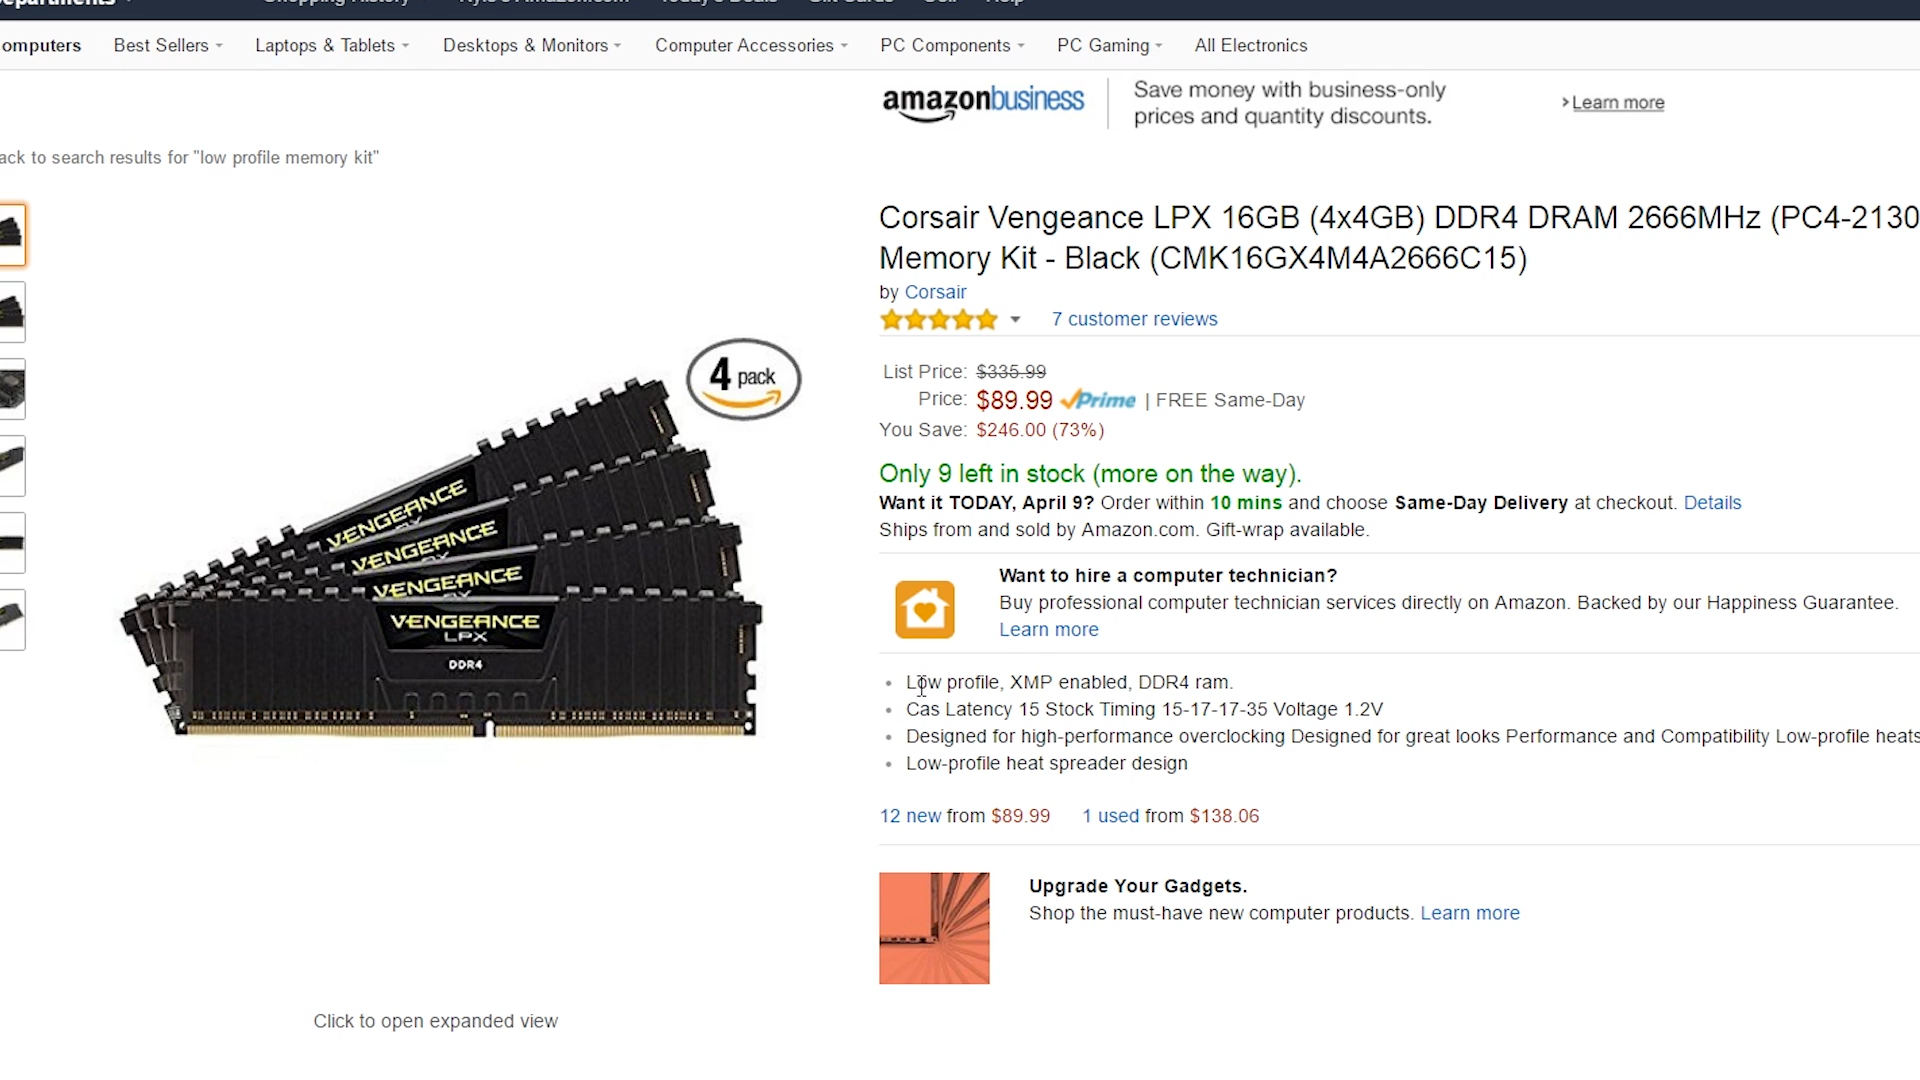 omputers Best Sellers Laptops & Tablets Desktops & Monitors Computer Accessories PC Components PC Gaming All Electronics
amazonbusiness
Save money with business-only
prices and quantity discounts.
Learn more
ack to search results for "low profile memory kit"
Corsair Vengeance LPX 16GB (4x4GB) DDR4 DRAM 2666MHz (PC4-2130
Memory Kit - Black (CMK16GX4M4A2666C15)
by Corsair
7 customer reviews
List Price: $335.99
Price: $89.99 Prime | FREE Same-Day
You Save: $246.00 (73%)
Only 9 left in stock (more on the way).
Want it TODAY, April 9? Order within 10 mins and choose Same-Day Delivery at checkout. Details
Ships from and sold by Amazon.com. Gift-wrap available.
Want to hire a computer technician?
Buy professional computer technician services directly on Amazon. Backed by our Happiness Guarantee.
Learn more
Low profile, XMP enabled, DDR4 ram.
Cas Latency 15 Stock Timing 15-17-17-35 Voltage 1.2V
Designed for high-performance overclocking Designed for great looks Performance and Compatibility Low-profile heats
Low-profile heat spreader design
12 new from $89.99 1 used from $138.06
Upgrade Your Gadgets.
Shop the must-have new computer products. Learn more
4 pack
VENGEANCE
VENGEANCE
VENGEANCE
VENGEANCE
LPX
DDR4
Click to open expanded view